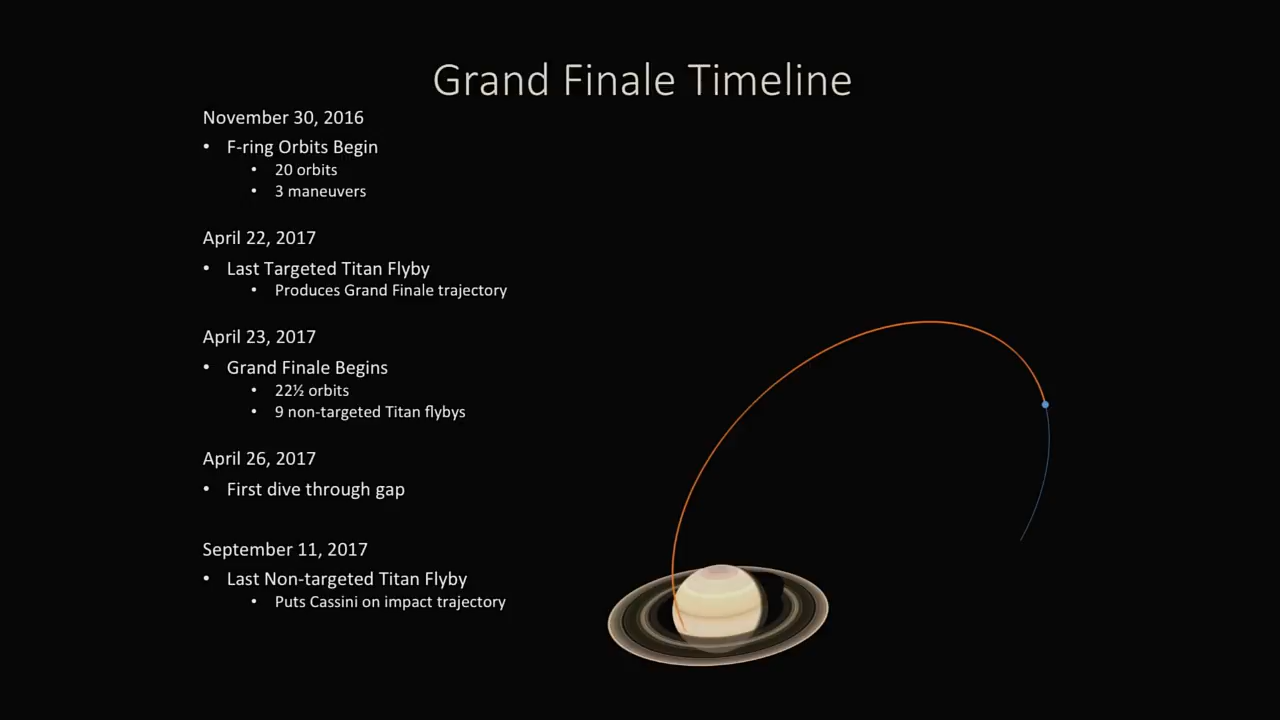 Grand Finale Timeline
November 30, 2016
• F-ring Orbits Begin
• 20 orbits
• 3 maneuvers
April 22, 2017
• Last Targeted Titan Flyby
• Produces Grand Finale trajectory
April 23, 2017
• Grand Finale Begins
• 22½ orbits
• 9 non-targeted Titan flybys
April 26, 2017
• First dive through gap
September 11, 2017
• Last Non-targeted Titan Flyby
• Puts Cassini on impact trajectory